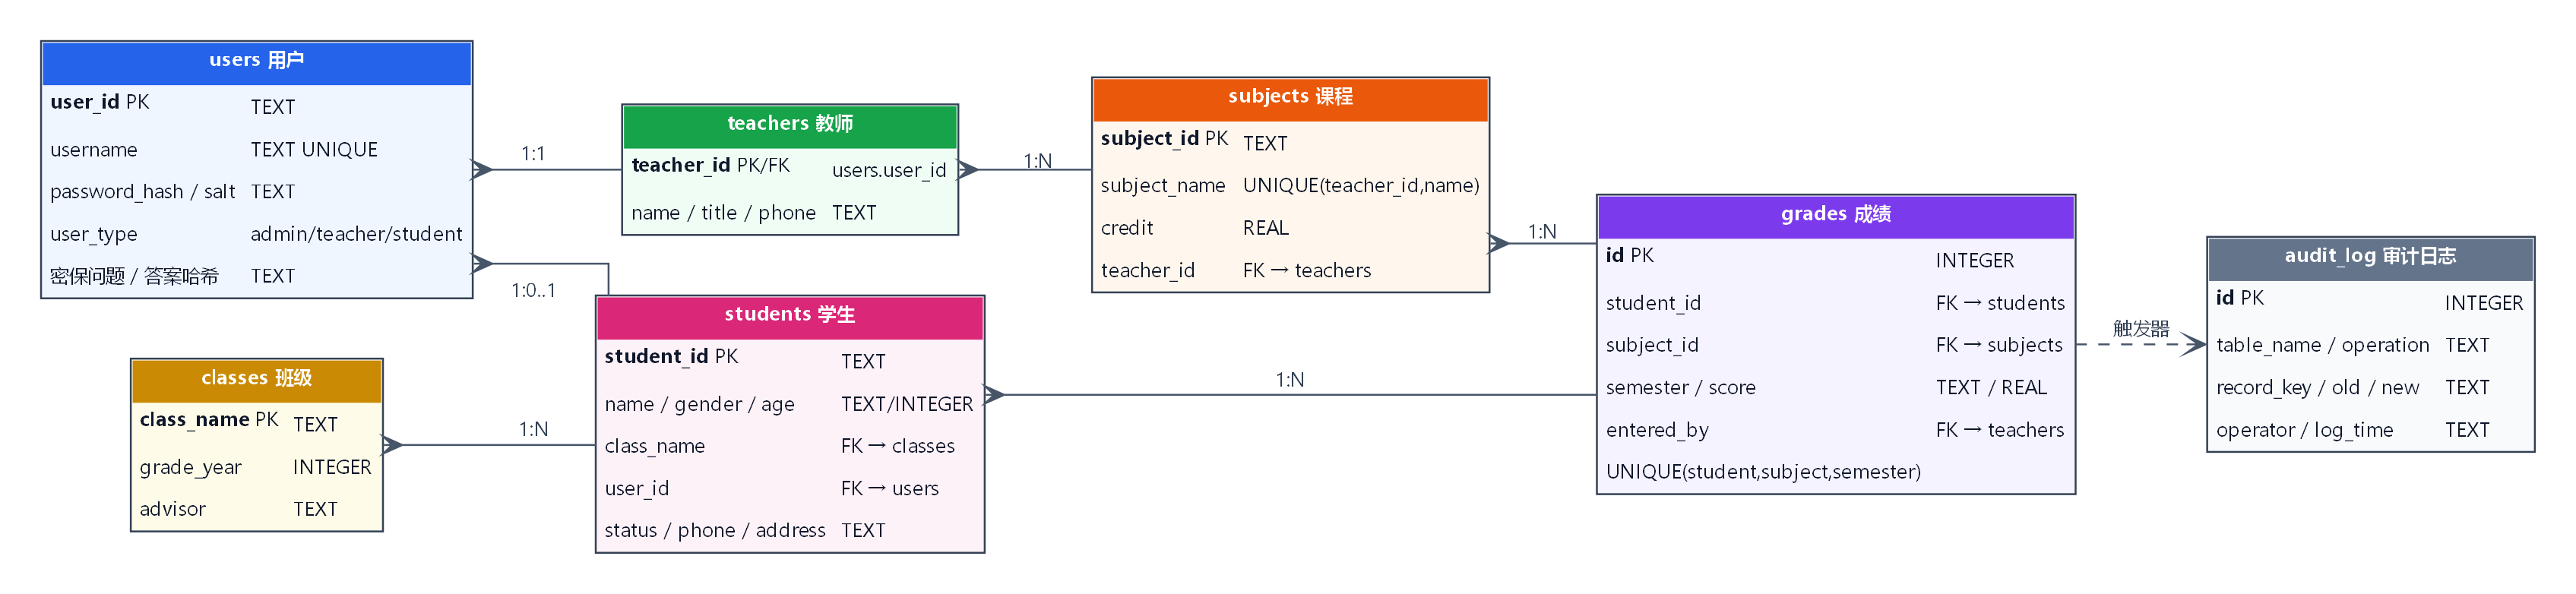 users 用户
user_id PK TEXT
username TEXT UNIQUE
password_hash / salt TEXT
user_type admin/teacher/student
密保问题 / 答案哈希 TEXT
1:1
1:0..1
teachers 教师
teacher_id PK/FK users.user_id
name / title / phone TEXT
1:N
subjects 课程
subject_id PK TEXT
subject_name UNIQUE(teacher_id,name)
credit REAL
teacher_id FK → teachers
1:N
classes 班级
class_name PK TEXT
grade_year INTEGER
advisor TEXT
1:N
students 学生
student_id PK TEXT
name / gender / age TEXT/INTEGER
class_name FK → classes
user_id FK → users
status / phone / address TEXT
1:N
grades 成绩
id PK INTEGER
student_id FK → students
subject_id FK → subjects
semester / score TEXT / REAL
entered_by FK → teachers
UNIQUE(student,subject,semester)
触发器
audit_log 审计日志
id PK INTEGER
table_name / operation TEXT
record_key / old / new TEXT
operator / log_time TEXT